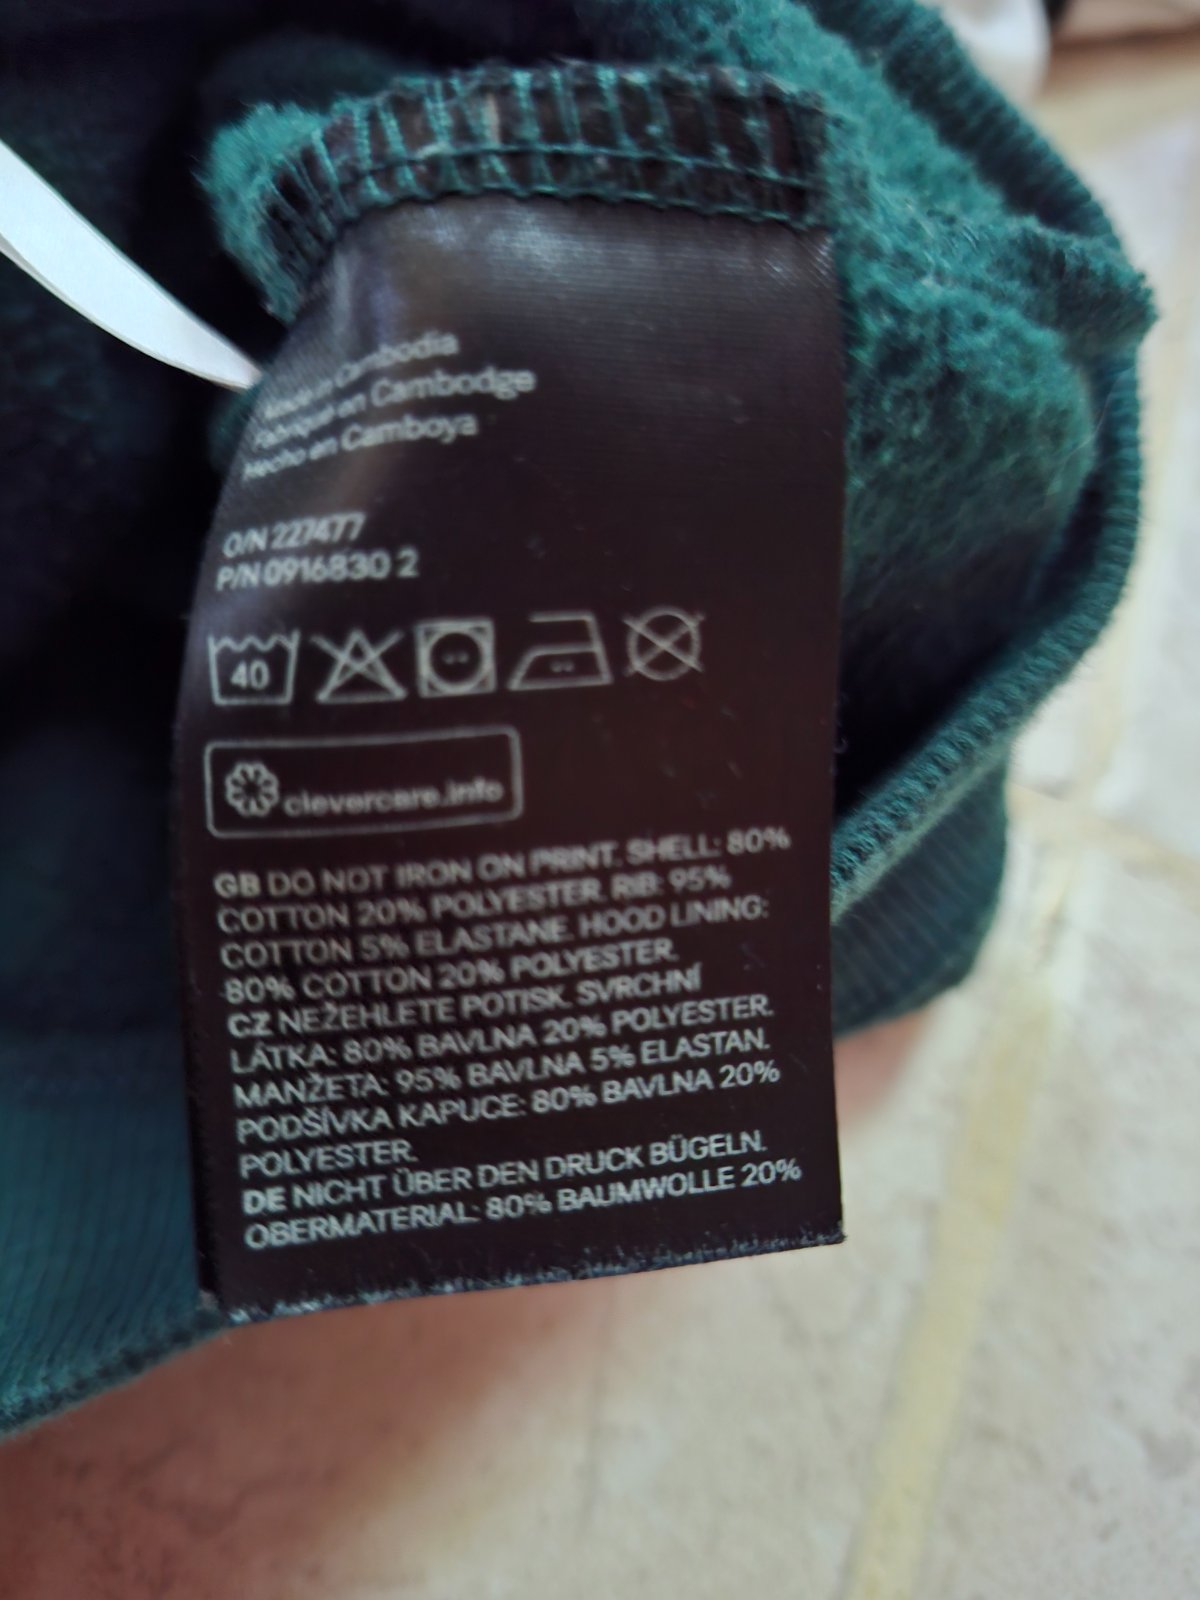 Made in Cambodia
Fabriqué en Cambodge
Hecho en Camboya
O/N 227477
P/N 0916830 2
40
clevercare.info
GB DO NOT IRON ON PRINT. SHELL: 80%
COTTON 20% POLYESTER. RIB: 95%
COTTON 5% ELASTANE. HOOD LINING:
80% COTTON 20% POLYESTER.
CZ NEŽEHLETE POTISK. SVRCHNÍ
LÁTKA: 80% BAVLNA 20% POLYESTER.
MANŽETA: 95% BAVLNA 5% ELASTAN.
PODŠÍVKA KAPUCE: 80% BAVLNA 20%
POLYESTER.
DE NICHT ÜBER DEN DRUCK BÜGELN.
OBERMATERIAL: 80% BAUMWOLLE 20%